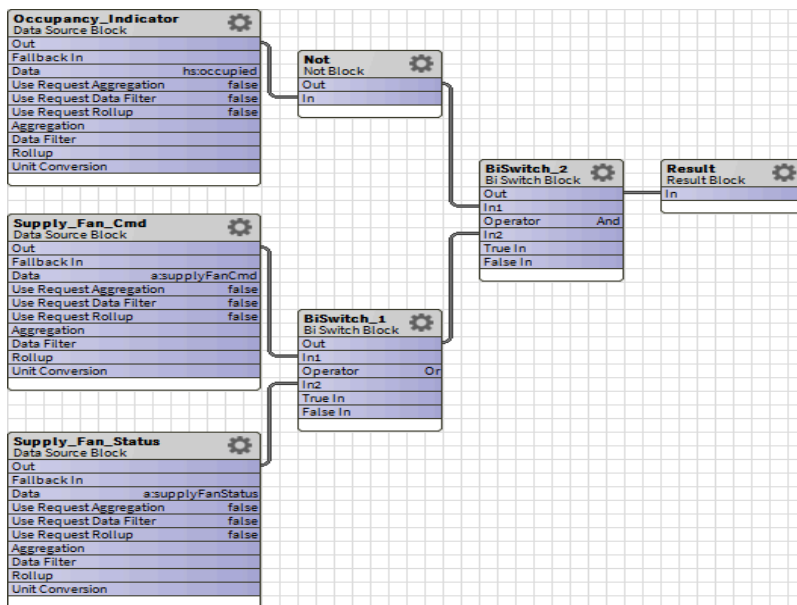 Occupancy_Indicator
Data Source Block
Out
Fallback In
Data hs:occupied
Use Request Aggregation false
Use Request Data Filter false
Use Request Rollup false
Aggregation
Data Filter
Rollup
Unit Conversion
Not
Not Block
Out
In
Supply_Fan_Cmd
Data Source Block
Out
Fallback In
Data a:supplyFanCmd
Use Request Aggregation false
Use Request Data Filter false
Use Request Rollup false
Aggregation
Data Filter
Rollup
Unit Conversion
BiSwitch_1
Bi Switch Block
Out
In1
Operator Or
In2
True In
False In
Supply_Fan_Status
Data Source Block
Out
Fallback In
Data a:supplyFanStatus
Use Request Aggregation false
Use Request Data Filter false
Use Request Rollup false
Aggregation
Data Filter
Rollup
Unit Conversion
BiSwitch_2
Bi Switch Block
Out
In1
Operator And
In2
True In
False In
Result
Result Block
In